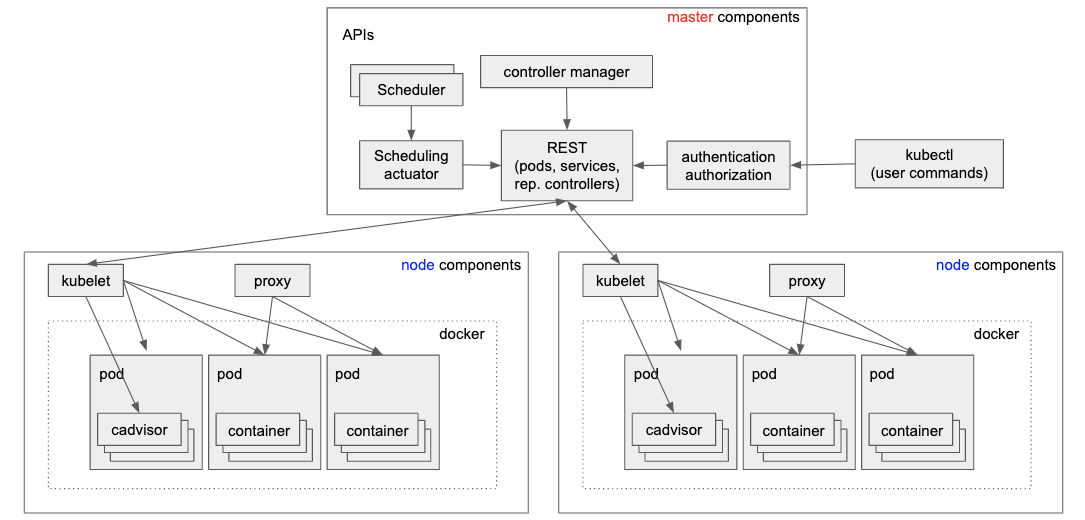 master components
APIs
Scheduler
controller manager
Scheduling
actuator
REST
(pods, services,
rep. controllers)
authentication
authorization
kubectl
(user commands)
node components
kubelet
proxy
docker
pod
pod
pod
cadvisor
container
container
node components
kubelet
proxy
docker
pod
pod
pod
cadvisor
container
container